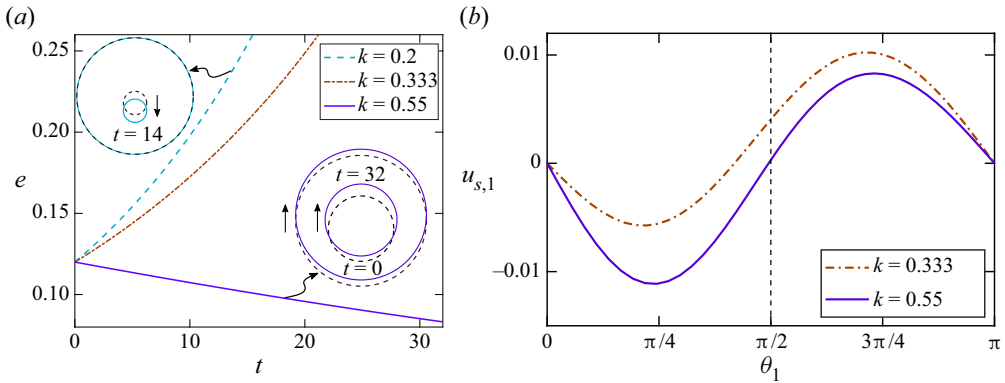 (a)
0.25
0.20
0.15
0.10
e
0
10
20
30
t
k = 0.2
k = 0.333
k = 0.55
t = 14
t = 32
t = 0
(b)
0.01
0
−0.01
u_{s,1}
0
π/4
π/2
3π/4
π
θ_1
k = 0.333
k = 0.55